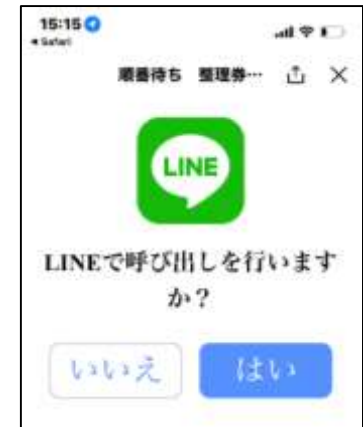 15:15
◀ Safari
順番待ち 整理券…
LINE
LINEで呼び出しを行います
か？
いいえ
はい